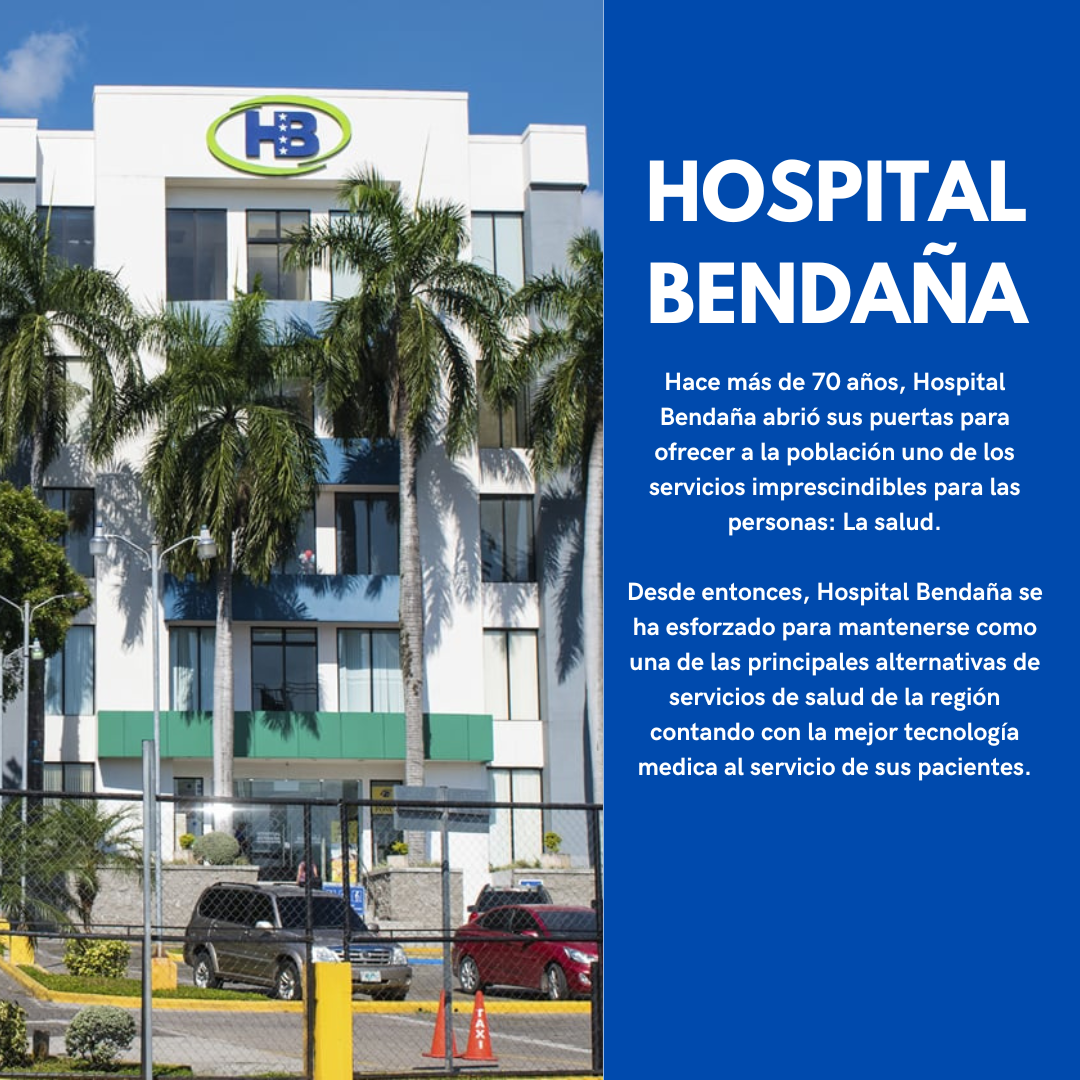 HB
HOSPITAL
BENDAÑA
Hace más de 70 años, Hospital
Bendaña abrió sus puertas para
ofrecer a la población uno de los
servicios imprescindibles para las
personas: La salud.
Desde entonces, Hospital Bendaña se
ha esforzado para mantenerse como
una de las principales alternativas de
servicios de salud de la región
contando con la mejor tecnología
medica al servicio de sus pacientes.
TAXI